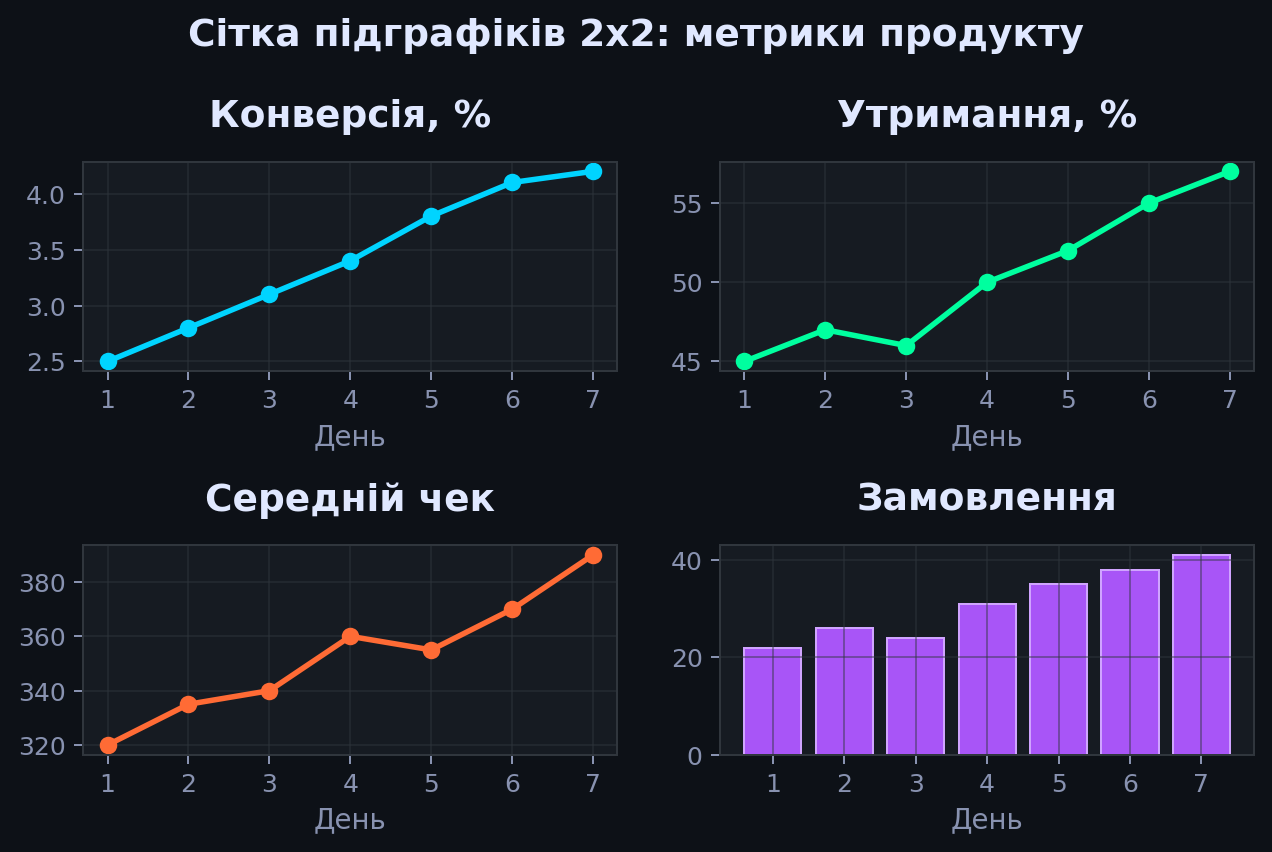 Сітка підграфіків 2x2: метрики продукту
Конверсія, %
4.0
3.5
3.0
2.5
1 2 3 4 5 6 7
День
Утримання, %
55
50
45
1 2 3 4 5 6 7
День
Середній чек
380
360
340
320
1 2 3 4 5 6 7
День
Замовлення
40
20
0
1 2 3 4 5 6 7
День